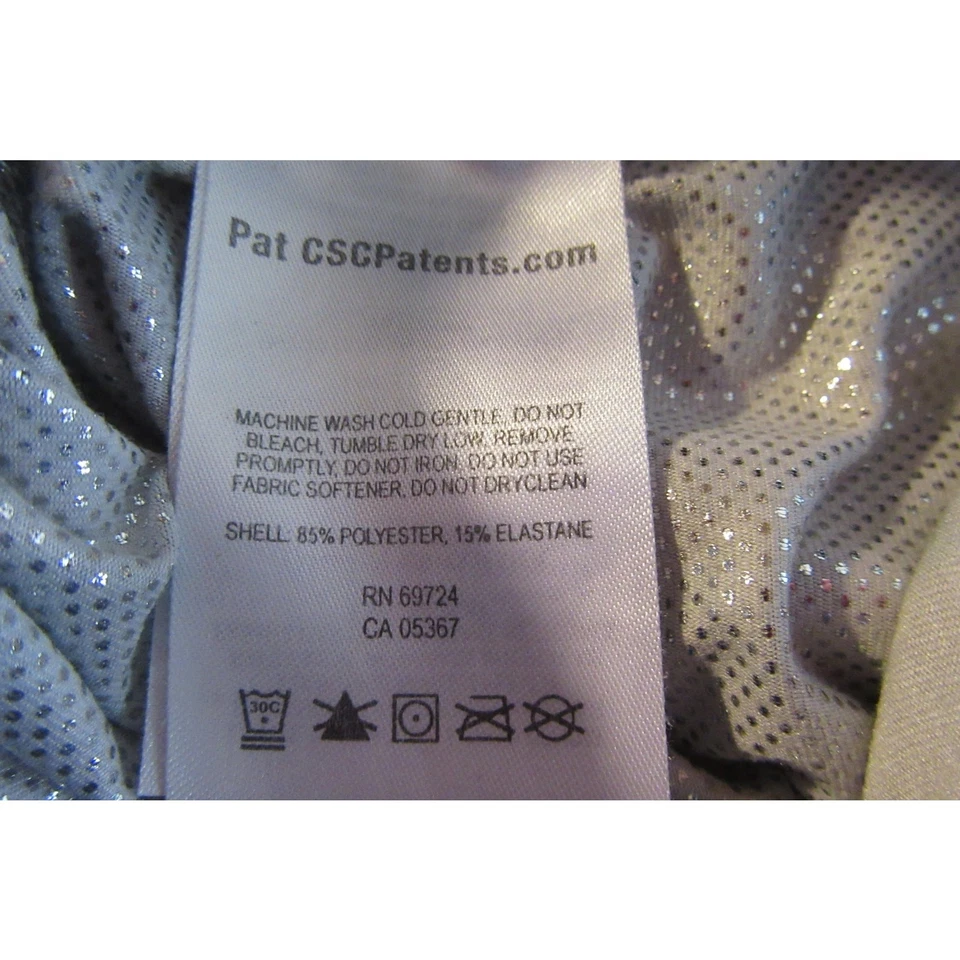 Pat CSCPatents.com
MACHINE WASH COLD GENTLE, DO NOT
BLEACH, TUMBLE DRY LOW, REMOVE
PROMPTLY, DO NOT IRON, DO NOT USE
FABRIC SOFTENER, DO NOT DRYCLEAN
SHELL: 85% POLYESTER, 15% ELASTANE
RN 69724
CA 05367
30C